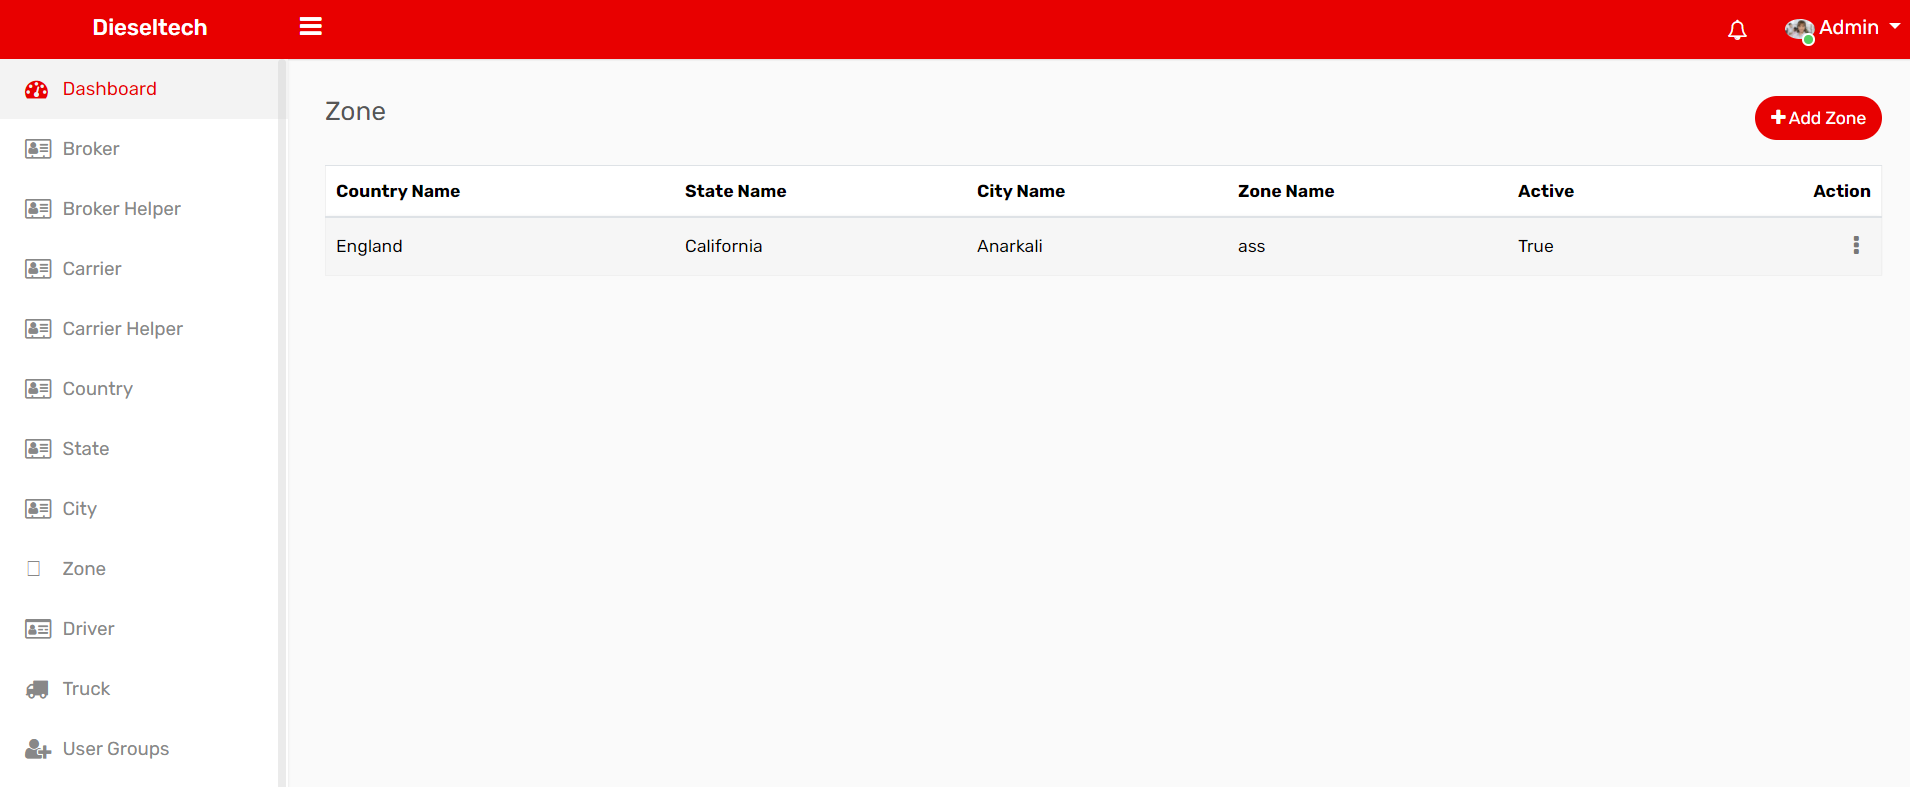 Dieseltech
Admin
Dashboard
Broker
Broker Helper
Carrier
Carrier Helper
Country
State
City
Zone
Driver
Truck
User Groups
Zone
Add Zone
Country Name State Name City Name Zone Name Active Action
England California Anarkali ass True